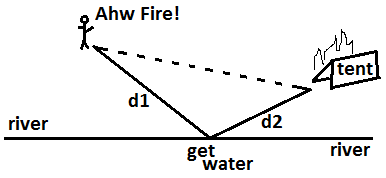 Ahw Fire!
tent
d1
d2
river
get
water
river